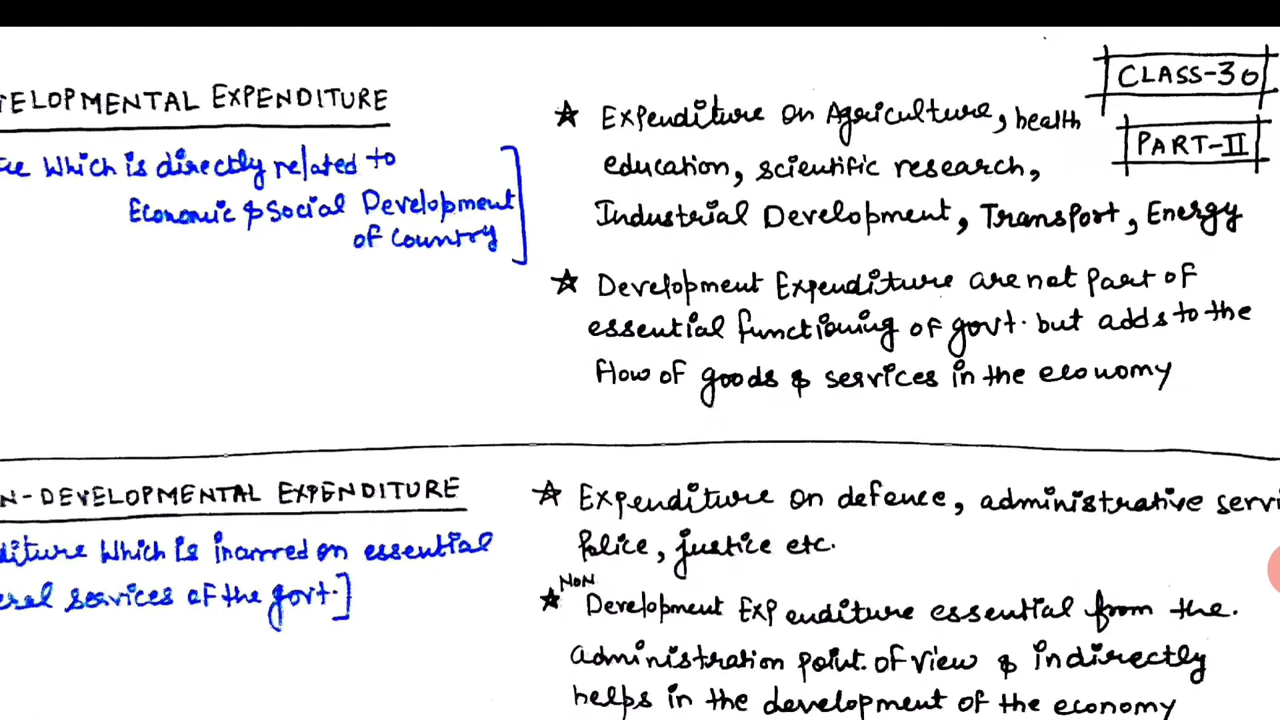 CLASS-30
PART-II
TELOPMENTAL EXPENDITURE
which is directly related to
Economic & Social Development
of Country
★ Expenditure on Agriculture, health
education, scientific research,
Industrial Development, Transport, Energy
★ Development Expenditure are not part of
essential functioning of govt. but adds to the
flow of goods & services in the economy
N-DEVELOPMENTAL EXPENDITURE
diture which is incurred on essential
eral services of the govt.]
★ Expenditure on defence, administrative servi
Police, justice etc.
NON
★ Development Expenditure essential from the.
administration point of view & indirectly
helps in the development of the economy